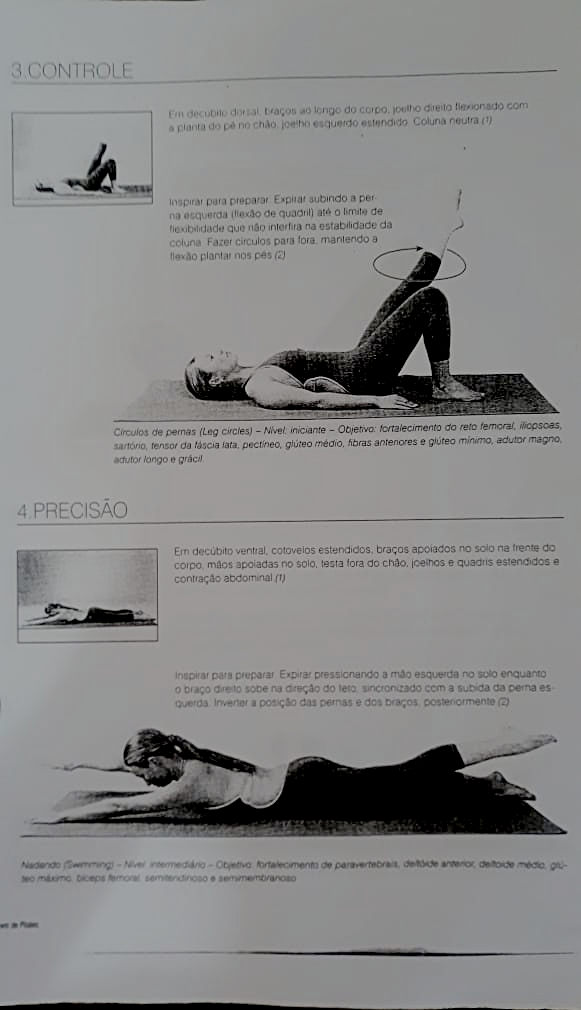 3.CONTROLE
Em decúbito dorsal, braços ao longo do corpo, joelho direito flexionado com
a planta do pé no chão, joelho esquerdo estendido. Coluna neutra.(1)
Inspirar para preparar. Expirar subindo a per-
na esquerda (flexão de quadril) até o limite de
flexibilidade que não interfira na estabilidade da
coluna. Fazer círculos para fora, mantendo a
flexão plantar nos pés.(2)
Círculos de pernas (Leg circles) – Nível: iniciante – Objetivo: fortalecimento do reto femoral, iliopsoas,
sartório, tensor da fáscia lata, pectíneo, glúteo médio, fibras anteriores e glúteo mínimo, adutor magno,
adutor longo e grácil.
4.PRECISÃO
Em decúbito ventral, cotovelos estendidos, braços apoiados no solo na frente do
corpo, mãos apoiadas no solo, testa fora do chão, joelhos e quadris estendidos e
contração abdominal.(1)
Inspirar para preparar. Expirar pressionando a mão esquerda no solo enquanto
o braço direito sobe na direção do teto, sincronizado com a subida da perna es-
querda. Inverter a posição das pernas e dos braços, posteriormente.(2)
Nadando (Swimming) – Nível: intermediário – Objetivo: fortalecimento de paravertebrais, deltóide anterior, deltoide médio, glú-
teo máximo, bíceps femoral, semitendinoso e semimembranoso
de Pilates